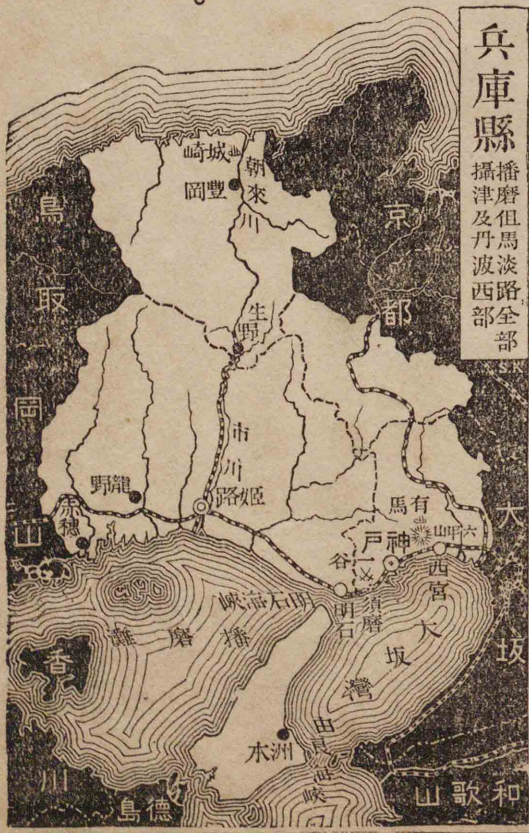 兵庫縣
播磨但馬淡路全部
攝津及丹波西部
S.K
鳥取
京都
岡山
大坂
香川
德島
和歌山
城崎
豐岡
朝來川
生野
市川
姬路
龍野
赤穗
有馬
六甲山
神戶
西宮
一谷
須磨
明石
明石海峽
播磨灘
大坂灣
洲本
由良海峽